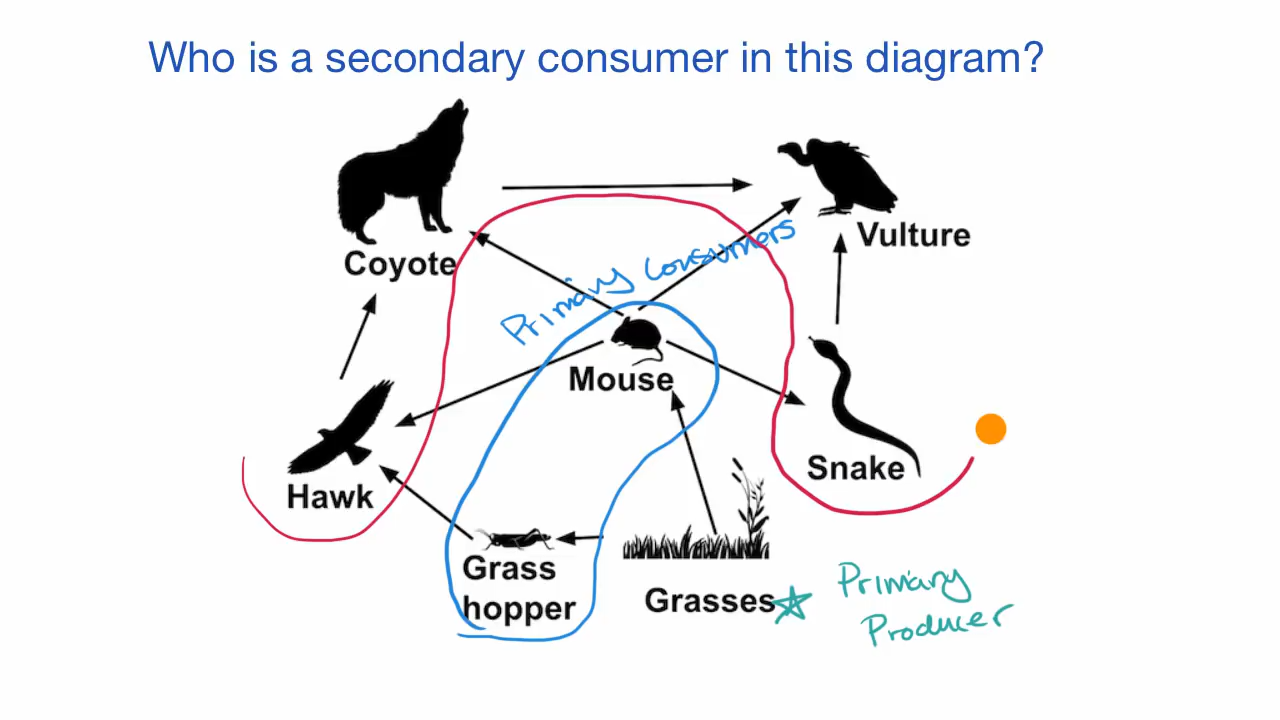 Who is a secondary consumer in this diagram?
Vulture
Coyote
Primary Consumers
Mouse
Snake
Hawk
Grass
hopper
Grasses
Primary
Producer